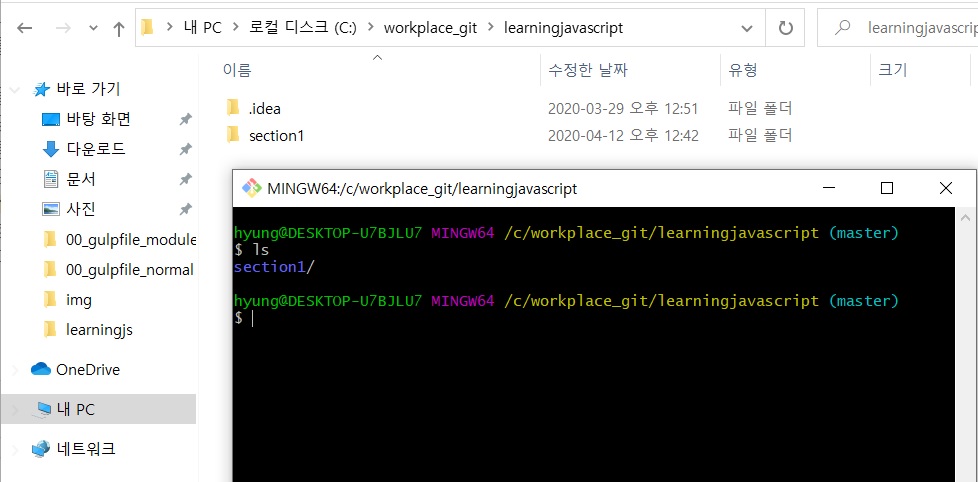 내 PC > 로컬 디스크 (C:) > workplace_git > learningjavascript
learningjavascrip
이름 수정한 날짜 유형 크기
.idea 2020-03-29 오후 12:51 파일 폴더
section1 2020-04-12 오후 12:42 파일 폴더
바로 가기
바탕 화면
다운로드
문서
사진
00_gulpfile_module
00_gulpfile_normal
img
learningjs
OneDrive
내 PC
네트워크
MINGW64:/c/workplace_git/learningjavascript
hyung@DESKTOP-U7BJLU7 MINGW64 /c/workplace_git/learningjavascript (master)
$ ls
section1/
hyung@DESKTOP-U7BJLU7 MINGW64 /c/workplace_git/learningjavascript (master)
$